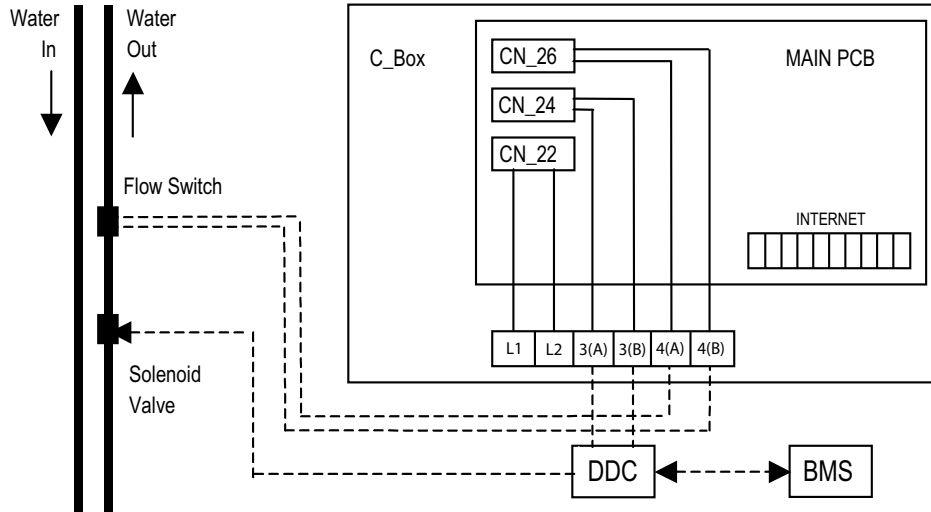 Water
In
Water
Out
C_Box
CN_26
MAIN PCB
CN_24
CN_22
Flow Switch
INTERNET
L1 L2 3(A) 3(B) 4(A) 4(B)
Solenoid
Valve
DDC
BMS